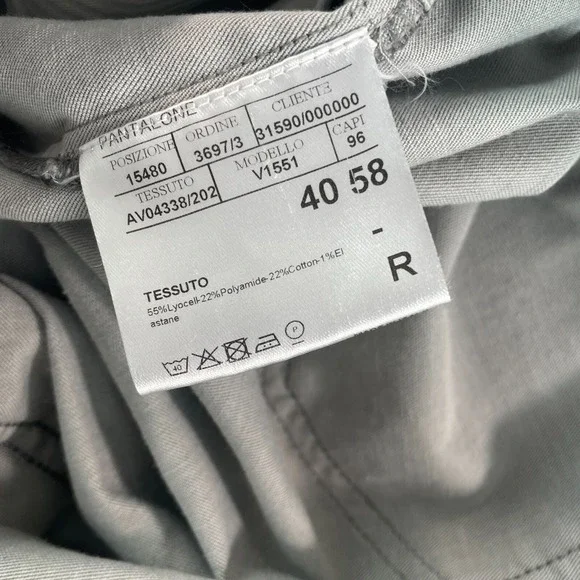 PANTALONE
POSIZIONE ORDINE CLIENTE
15480 3697/3 31590/000000
TESSUTO MODELLO CAPI
AV04338/202 V1551 96
40 58
-
R
TESSUTO
55%Lyocell-22%Polyamide-22%Cotton-1%El
astane
40 P